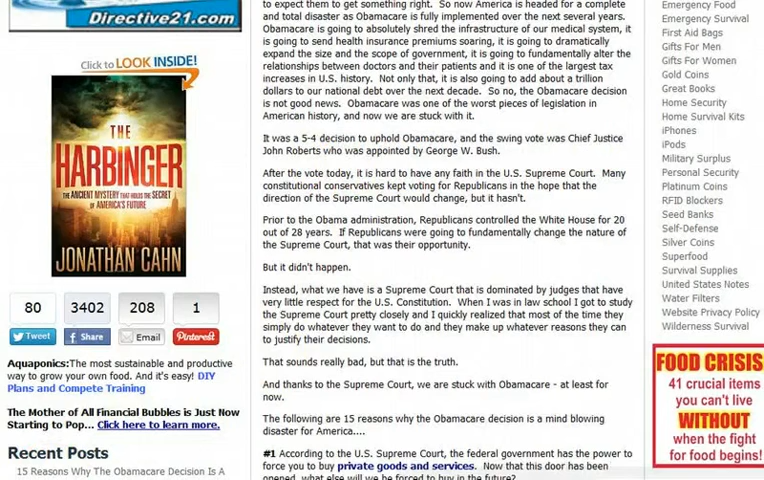 Directive21.com
Click to LOOK INSIDE!
THE
HARBINGER
THE ANCIENT MYSTERY THAT HOLDS THE SECRET
OF AMERICA'S FUTURE
JONATHAN CAHN
80 3402 208 1
Tweet Share Email Pinterest
Aquaponics:The most sustainable and productive
way to grow your own food. And it's easy! DIY
Plans and Compete Training
The Mother of All Financial Bubbles is Just Now
Starting to Pop... Click here to learn more.
Recent Posts
15 Reasons Why The Obamacare Decision Is A
to expect them to get something right. So now America is headed for a complete
and total disaster as Obamacare is fully implemented over the next several years.
Obamacare is going to absolutely shred the infrastructure of our medical system, it
is going to send health insurance premiums soaring, it is going to dramatically
expand the size and the scope of government, it is going to fundamentally alter the
relationships between doctors and their patients and it is one of the largest tax
increases in U.S. history. Not only that, it is also going to add about a trillion
dollars to our national debt over the next decade. So no, the Obamacare decision
is not good news. Obamacare was one of the worst pieces of legislation in
American history, and now we are stuck with it.
It was a 5-4 decision to uphold Obamacare, and the swing vote was Chief Justice
John Roberts who was appointed by George W. Bush.
After the vote today, it is hard to have any faith in the U.S. Supreme Court. Many
constitutional conservatives kept voting for Republicans in the hope that the
direction of the Supreme Court would change, but it hasn't.
Prior to the Obama administration, Republicans controlled the White House for 20
out of 28 years. If Republicans were going to fundamentally change the nature of
the Supreme Court, that was their opportunity.
But it didn't happen.
Instead, what we have is a Supreme Court that is dominated by judges that have
very little respect for the U.S. Constitution. When I was in law school I got to study
the Supreme Court pretty closely and I quickly realized that most of the time they
simply do whatever they want to do and they make up whatever reasons they can
to justify their decisions.
That sounds really bad, but that is the truth.
And thanks to the Supreme Court, we are stuck with Obamacare - at least for
now.
The following are 15 reasons why the Obamacare decision is a mind blowing
disaster for America....
#1 According to the U.S. Supreme Court, the federal government has the power to
force you to buy private goods and services. Now that this door has been
opened, what else will we be forced to buy in the future?
Emergency Food
Emergency Survival
First Aid Bags
Gifts For Men
Gifts For Women
Gold Coins
Great Books
Home Security
Home Survival Kits
iPhones
iPods
Military Surplus
Personal Security
Platinum Coins
RFID Blockers
Seed Banks
Self-Defense
Silver Coins
Superfood
Survival Supplies
United States Notes
Water Filters
Website Privacy Policy
Wilderness Survival
FOOD CRISIS
41 crucial items
you can't live
WITHOUT
when the fight
for food begins!